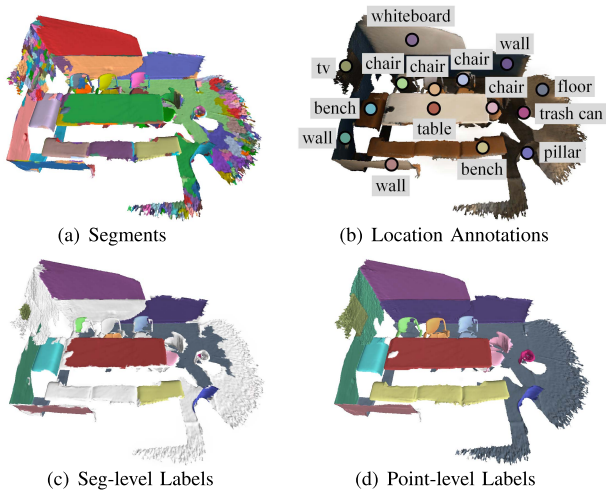 whiteboard
chair
chair
wall
tv
chair
chair
floor
bench
trash can
wall
table
pillar
bench
wall
(a) Segments
(b) Location Annotations
(c) Seg-level Labels
(d) Point-level Labels